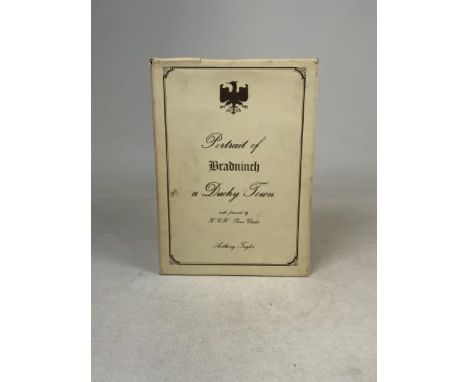 Portrait of
Bradninch
a Duchy Town
with foreword by
H.R.H. Prince Charles
Anthony Taylor